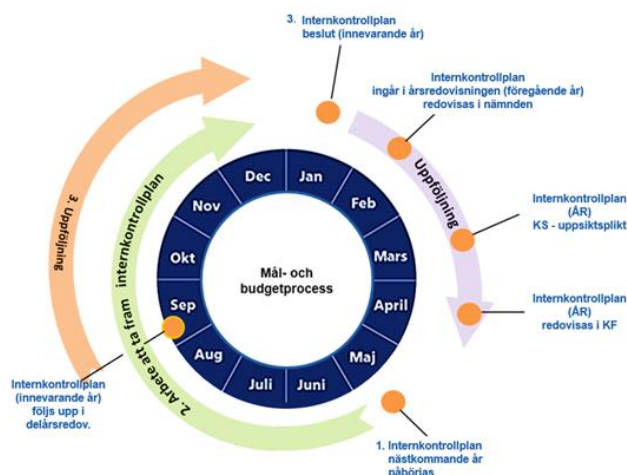 3. Internkontrollplan
beslut (innevarande år)
Internkontrollplan
ingår i årsredovisningen (föregående år)
redovisas i nämnden
Uppföljning
Internkontrollplan
(ÅR)
KS - uppsiktsplikt
Internkontrollplan
(ÅR)
redovisas i KF
1. Internkontrollplan
nästkommande år
påbörjas
Internkontrollplan
(innevarande år)
följs upp i
delårsredov.
3. Uppföljning
2. Arbete att ta fram internkontrollplan
Jan
Feb
Mars
April
Maj
Juni
Juli
Aug
Sep
Okt
Nov
Dec
Mål- och
budgetprocess